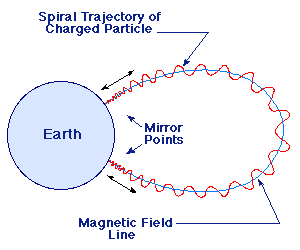 Spiral Trajectory of
Charged Particle
Earth
Mirror
Points
Magnetic Field
Line